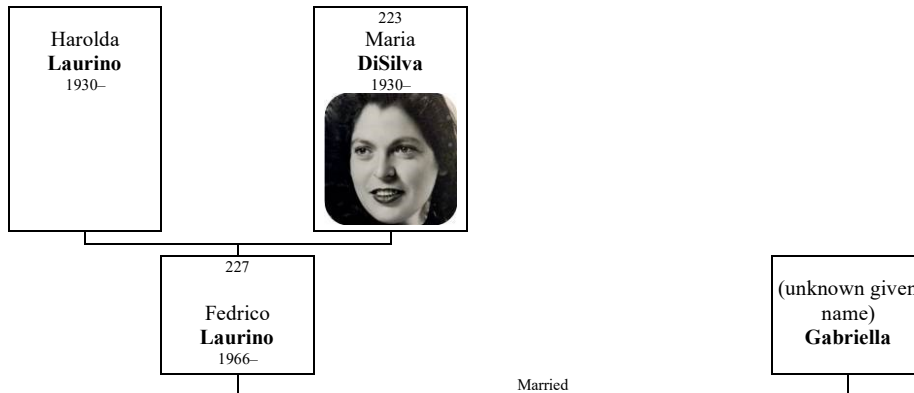 Harolda
Laurino
1930–
223
Maria
DiSilva
1930–
227
Fedrico
Laurino
1966–
(unknown given
name)
Gabriella
Married